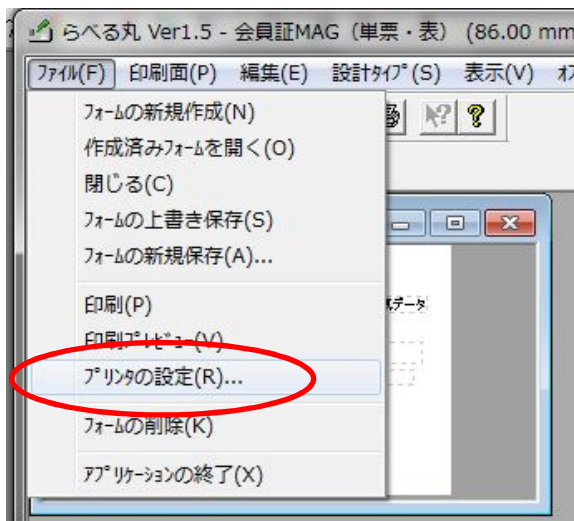 らべる丸 Ver1.5 - 会員証MAG（単票・表） (86.00 mm
ﾌｧｲﾙ(F) 印刷面(P) 編集(E) 設計ﾀｲﾌﾟ(S) 表示(V) ｵ
ﾌｫｰﾑの新規作成(N)
作成済みﾌｫｰﾑを開く(O)
閉じる(C)
ﾌｫｰﾑの上書き保存(S)
ﾌｫｰﾑの新規保存(A)...
印刷(P)
データ
印刷ﾌﾟﾚﾋﾞｭｰ(V)
ﾌﾟﾘﾝﾀの設定(R)...
ﾌｫｰﾑの削除(K)
ｱﾌﾟﾘｹｰｼｮﾝの終了(X)